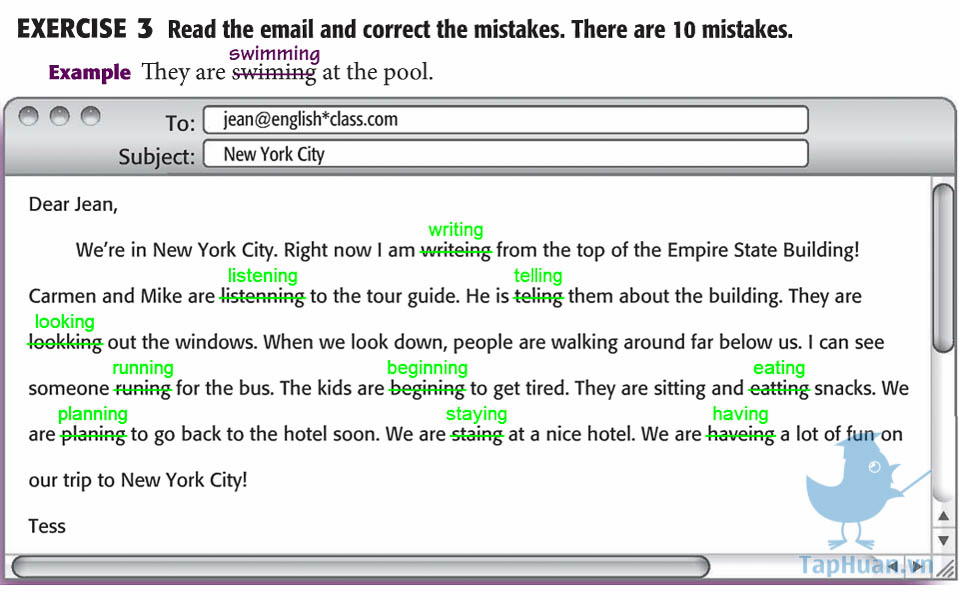 EXERCISE 3 Read the email and correct the mistakes. There are 10 mistakes.
swimming
Example They are swiming at the pool.
To: jean@english*class.com
Subject: New York City
Dear Jean,
writing
We're in New York City. Right now I am writeing from the top of the Empire State Building!
listening telling
Carmen and Mike are listenning to the tour guide. He is teling them about the building. They are
looking
lookking out the windows. When we look down, people are walking around far below us. I can see
running beginning eating
someone runing for the bus. The kids are begining to get tired. They are sitting and eatting snacks. We
planning staying having
are planing to go back to the hotel soon. We are staing at a nice hotel. We are haveing a lot of fun on
our trip to New York City!
Tess
TapHuan.vn